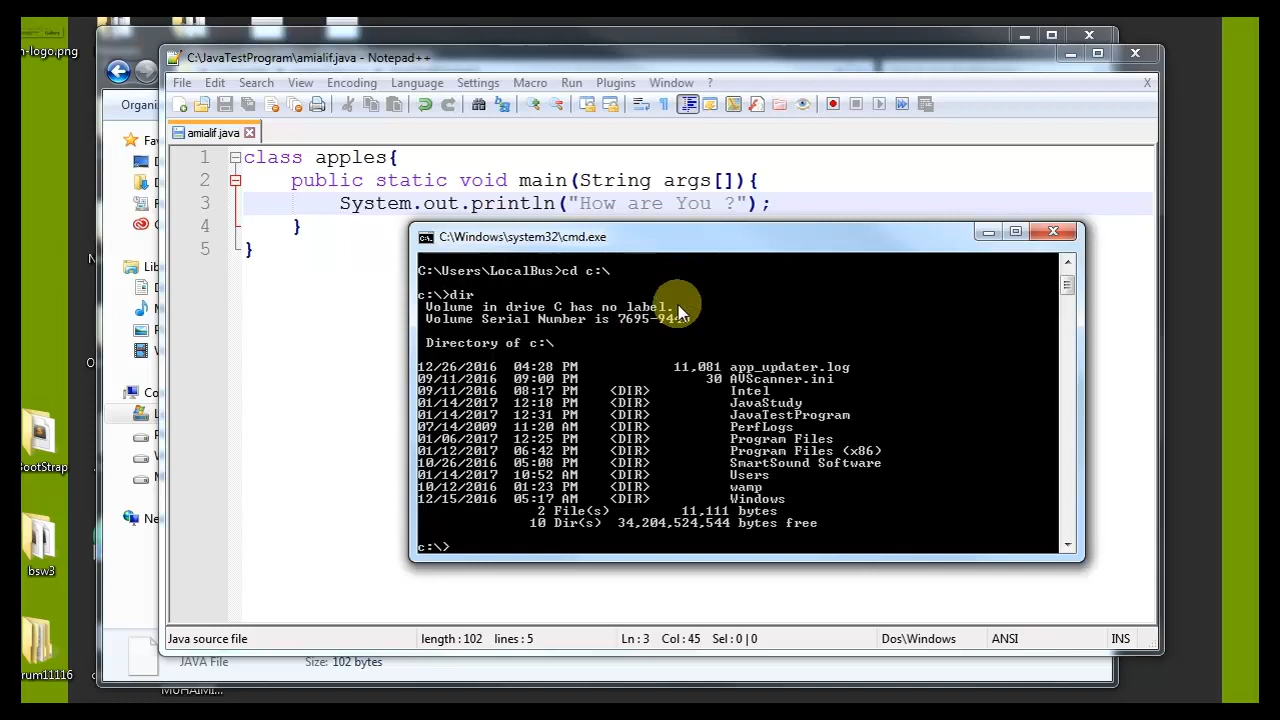 n-logo.png
C:\JavaTestProgram\amialif.java - Notepad++
File Edit Search View Encoding Language Settings Macro Run Plugins Window ? X
Organi
amialif.java
Fav
1 class apples{
2 public static void main(String args[]){
3 System.out.println("How are You ?");
4 }
5 }
C:\Windows\system32\cmd.exe
C:\Users\LocalBus>cd c:\
c:\>dir
Volume in drive C has no label.
Volume Serial Number is
Directory of c:\
12/26/2016 04:28 PM 11,081 app_updater.log
09/11/2016 09:00 PM 30 AVScanner.ini
09/11/2016 08:17 PM <DIR> Intel
01/14/2017 12:18 PM <DIR> JavaStudy
01/14/2017 12:31 PM <DIR> JavaTestProgram
07/14/2009 11:20 AM <DIR> PerfLogs
01/06/2017 12:25 PM <DIR> Program Files
01/12/2017 06:42 PM <DIR> Program Files (x86)
10/26/2016 05:08 PM <DIR> SmartSound Software
01/14/2017 10:52 AM <DIR> Users
10/12/2016 01:23 PM <DIR> wamp
12/15/2016 05:17 AM <DIR> Windows
2 File(s) 11,111 bytes
10 Dir(s) 34,204,524,544 bytes free
c:\>
Lib
Co
Ne
ootStrap
bsw3
rum11116
Java source file length : 102 lines : 5 Ln : 3 Col : 45 Sel : 0 | 0 Dos\Windows ANSI INS
JAVA File Size: 102 bytes